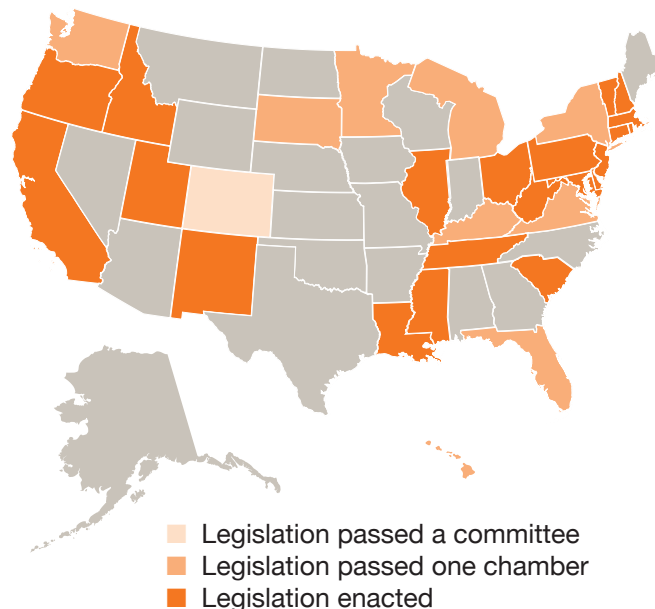 Legislation passed a committee
Legislation passed one chamber
Legislation enacted